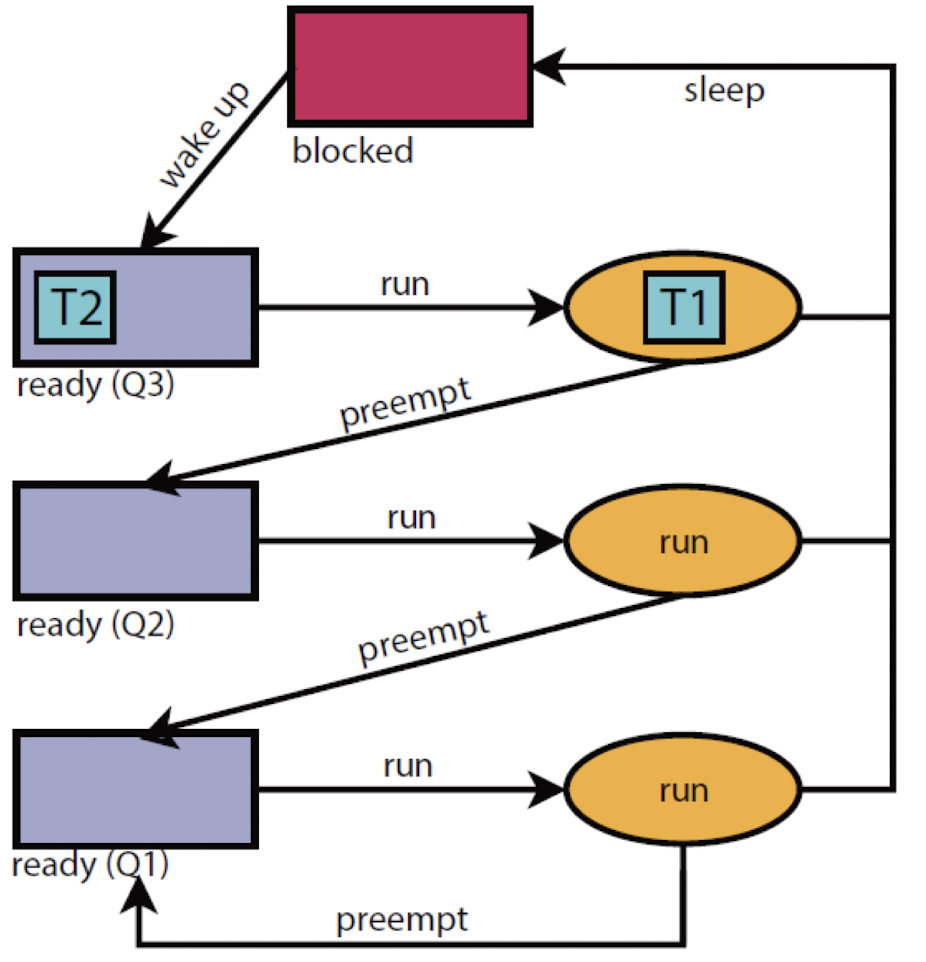 sleep
wake up
blocked
T2
run
T1
ready (Q3)
preempt
run
run
ready (Q2)
preempt
run
run
ready (Q1)
preempt